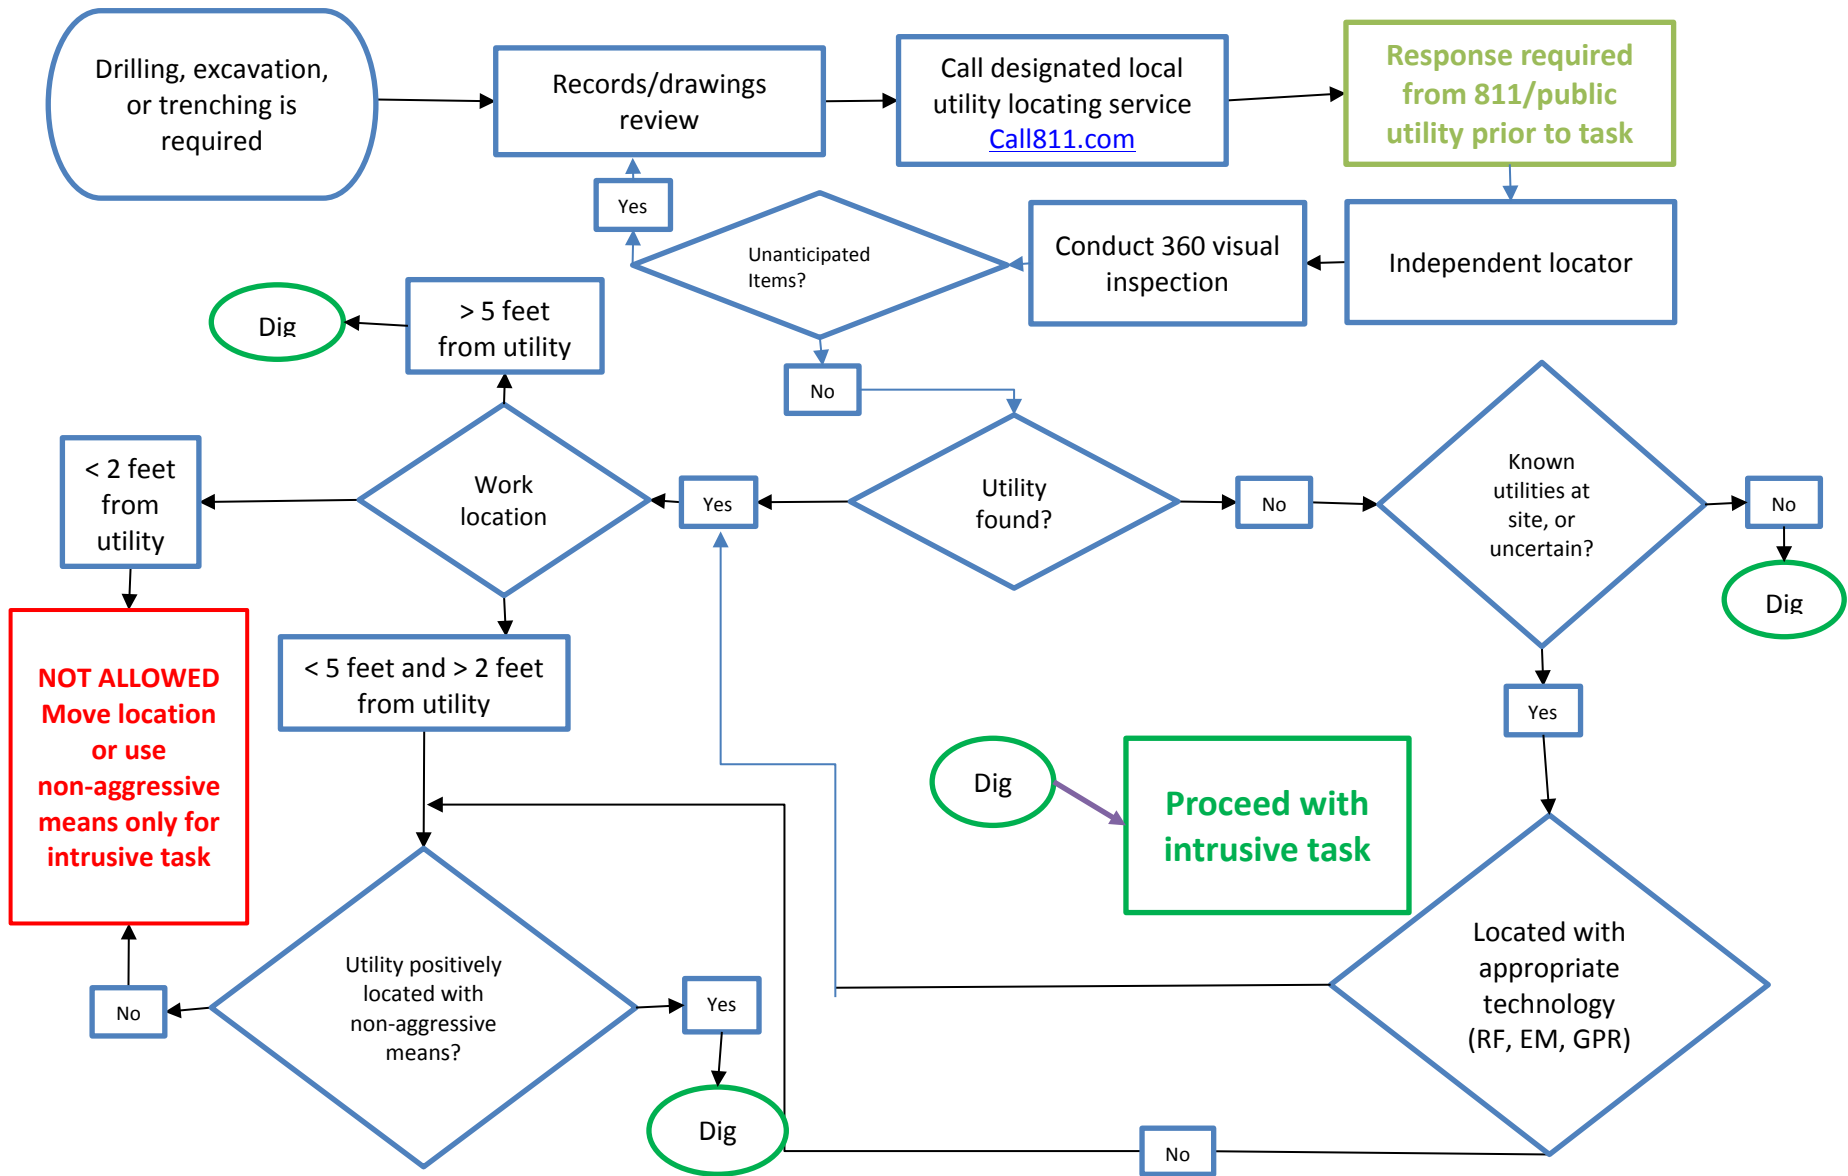 Drilling, excavation,
or trenching is
required
Records/drawings
review
Call designated local
utility locating service
Call811.com
Response required
from 811/public
utility prior to task
Yes
Unanticipated
Items?
Conduct 360 visual
inspection
Independent locator
Dig
> 5 feet
from utility
No
< 2 feet
from
utility
Work
location
Yes
Utility
found?
No
Known
utilities at
site, or
uncertain?
No
Dig
NOT ALLOWED
Move location
or use
non-aggressive
means only for
intrusive task
< 5 feet and > 2 feet
from utility
Yes
Dig
Proceed with
intrusive task
Located with
appropriate
technology
(RF, EM, GPR)
No
Utility positively
located with
non-aggressive
means?
Yes
Dig
No